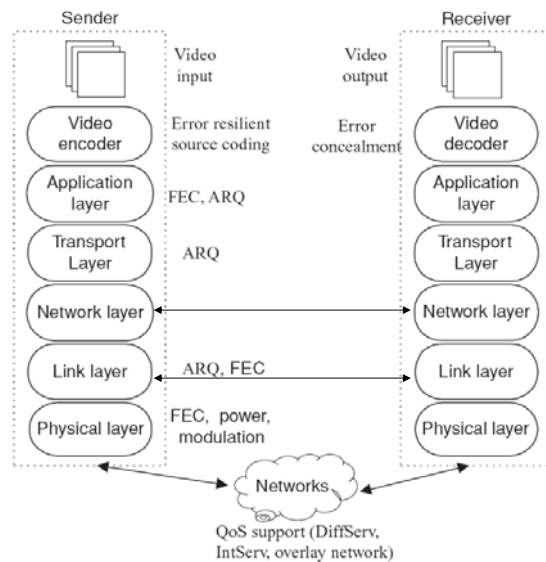 Sender
Receiver
Video
input
Video
output
Video
encoder
Error resilient
source coding
Error
concealment
Video
decoder
Application
layer
FEC, ARQ
Application
layer
Transport
Layer
ARQ
Transport
Layer
Network layer
Network layer
Link layer
ARQ, FEC
Link layer
Physical layer
FEC, power,
modulation
Physical layer
Networks
QoS support (DiffServ,
IntServ, overlay network)